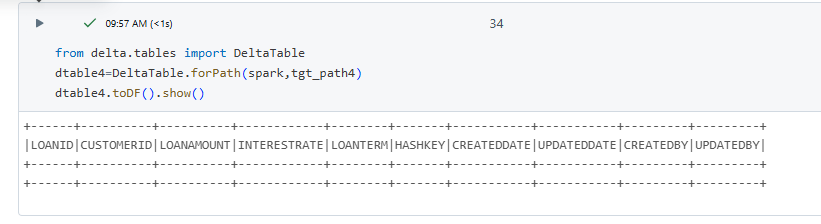 09:57 AM (<1s)
34
from delta.tables import DeltaTable
dtable4=DeltaTable.forPath(spark,tgt_path4)
dtable4.toDF().show()
+------+----------+----------+------------+--------+-------+-----------+-----------+---------+---------+
|LOANID|CUSTOMERID|LOANAMOUNT|INTERESTRATE|LOANTERM|HASHKEY|CREATEDDATE|UPDATEDDATE|CREATEDBY|UPDATEDBY|
+------+----------+----------+------------+--------+-------+-----------+-----------+---------+---------+
+------+----------+----------+------------+--------+-------+-----------+-----------+---------+---------+